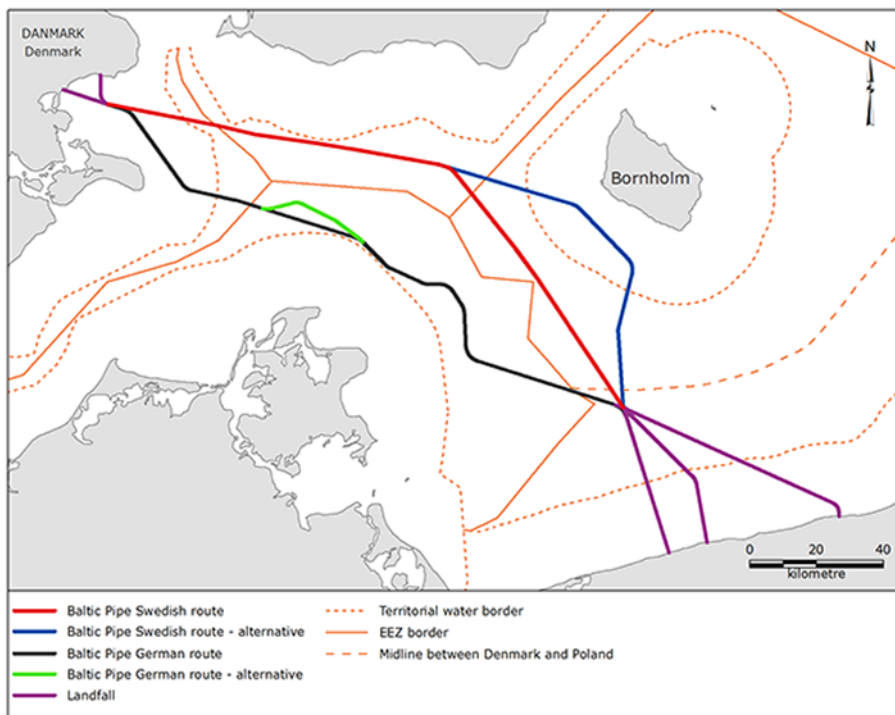 DANMARK
Denmark
N
Bornholm
0 20 40
kilometre
Baltic Pipe Swedish route
Baltic Pipe Swedish route - alternative
Baltic Pipe German route
Baltic Pipe German route - alternative
Landfall
Territorial water border
EEZ border
Midline between Denmark and Poland